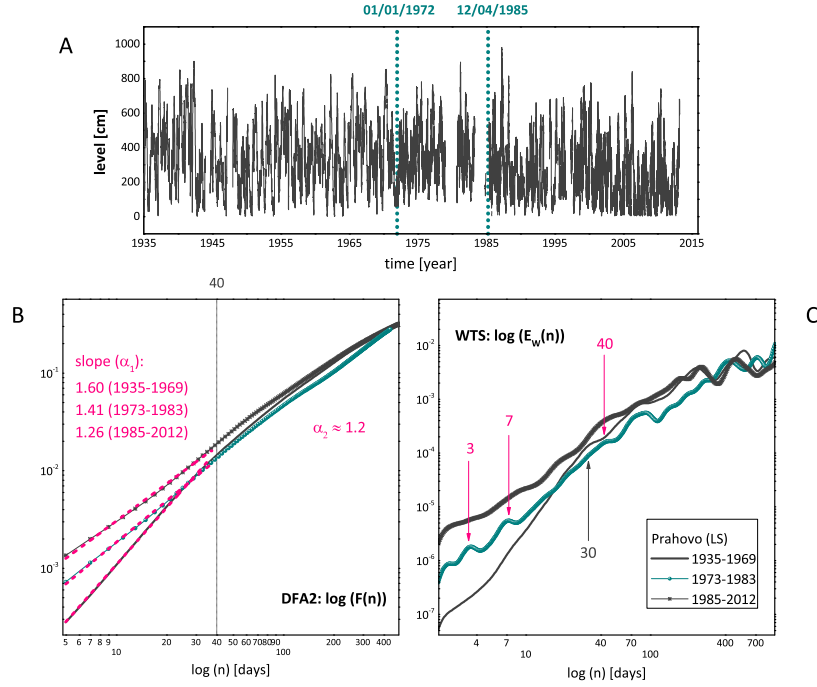 01/01/1972 12/04/1985
A
level [cm]
1000
800
600
400
200
0
1935 1945 1955 1965 1975 1985 1995 2005 2015
time [year]
B
40
slope (α1):
1.60 (1935-1969)
1.41 (1973-1983)
1.26 (1985-2012)
α2 ≈ 1.2
DFA2: log (F(n))
10-1
10-2
10-3
5 6 7 8 9 20 30 40 50 60 70 80 90 200 300 400
10 100
log (n) [days]
C
WTS: log (EW(n))
10-2
10-3
10-4
10-5
10-6
10-7
3
7
40
30
Prahovo (LS)
1935-1969
1973-1983
1985-2012
4 7 40 70 400 700
10 100
log (n) [days]